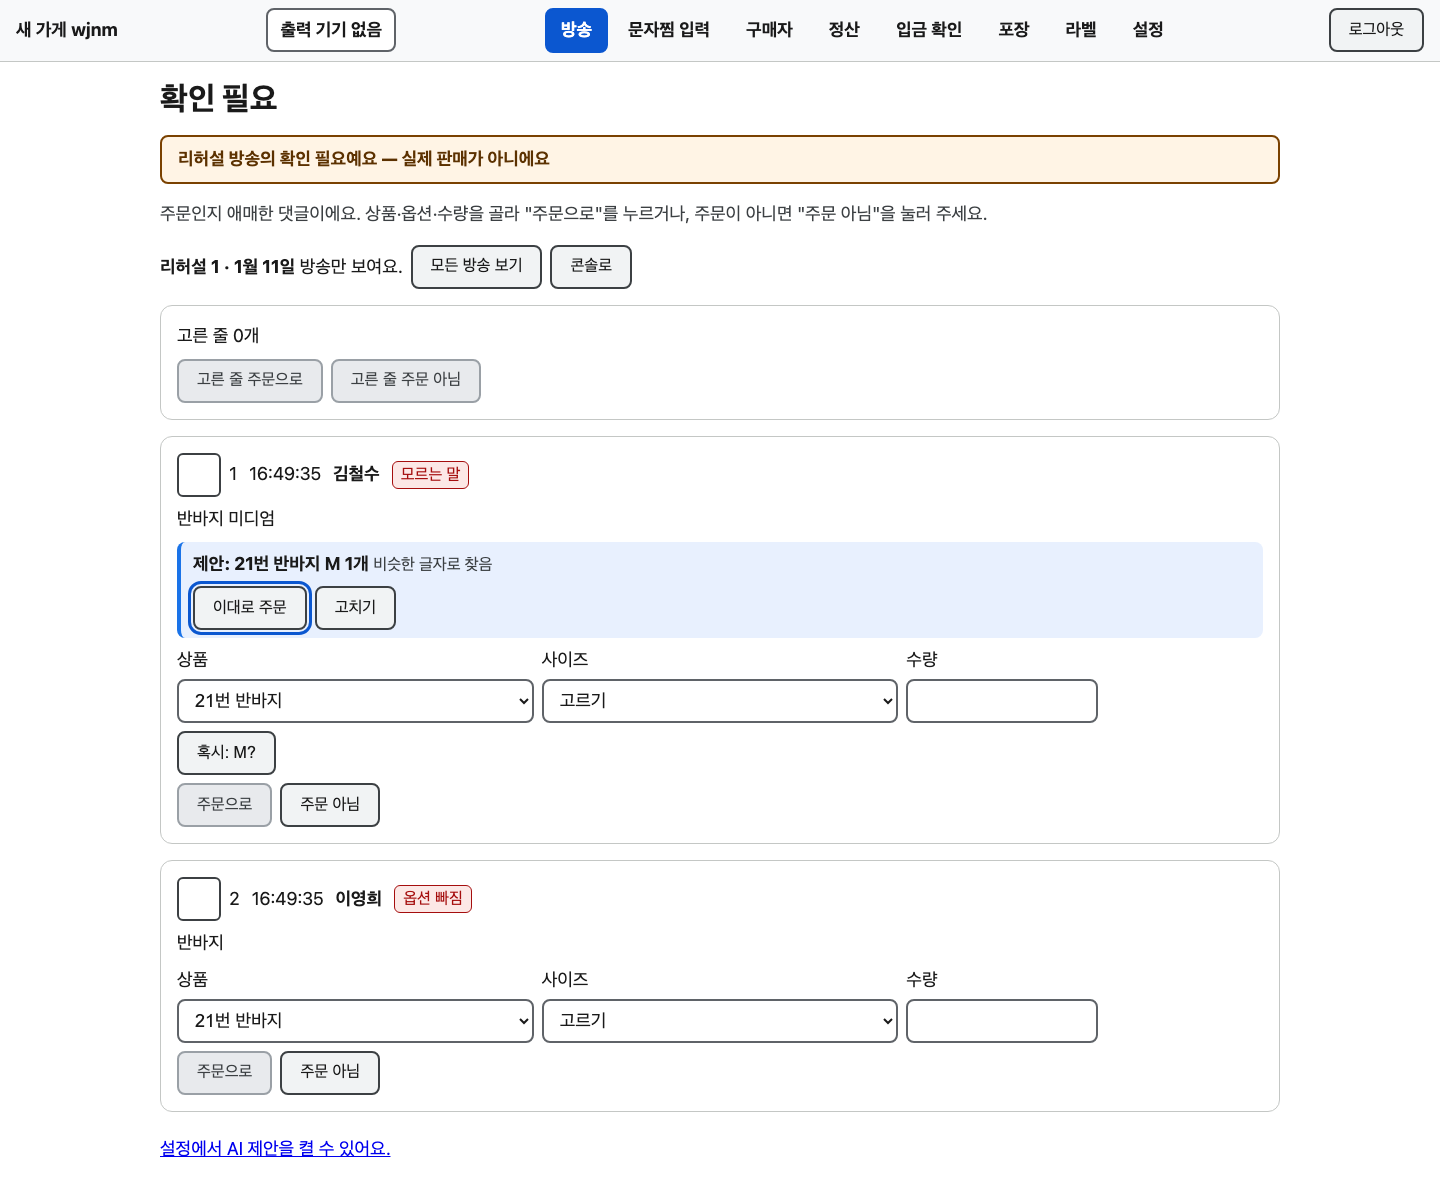 새 가게 wjnm 출력 기기 없음 방송 문자찜 입력 구매자 정산 입금 확인 포장 라벨 설정 로그아웃
확인 필요
리허설 방송의 확인 필요예요 — 실제 판매가 아니에요
주문인지 애매한 댓글이에요. 상품·옵션·수량을 골라 "주문으로"를 누르거나, 주문이 아니면 "주문 아님"을 눌러 주세요.
리허설 1 · 1월 11일 방송만 보여요. 모든 방송 보기 콘솔로
고른 줄 0개
고른 줄 주문으로 고른 줄 주문 아님
1 16:49:35 김철수 모르는 말
반바지 미디엄
제안: 21번 반바지 M 1개 비슷한 글자로 찾음
이대로 주문 고치기
상품 사이즈 수량
21번 반바지 고르기
혹시: M?
주문으로 주문 아님
2 16:49:35 이영희 옵션 빠짐
반바지
상품 사이즈 수량
21번 반바지 고르기
주문으로 주문 아님
설정에서 AI 제안을 켤 수 있어요.